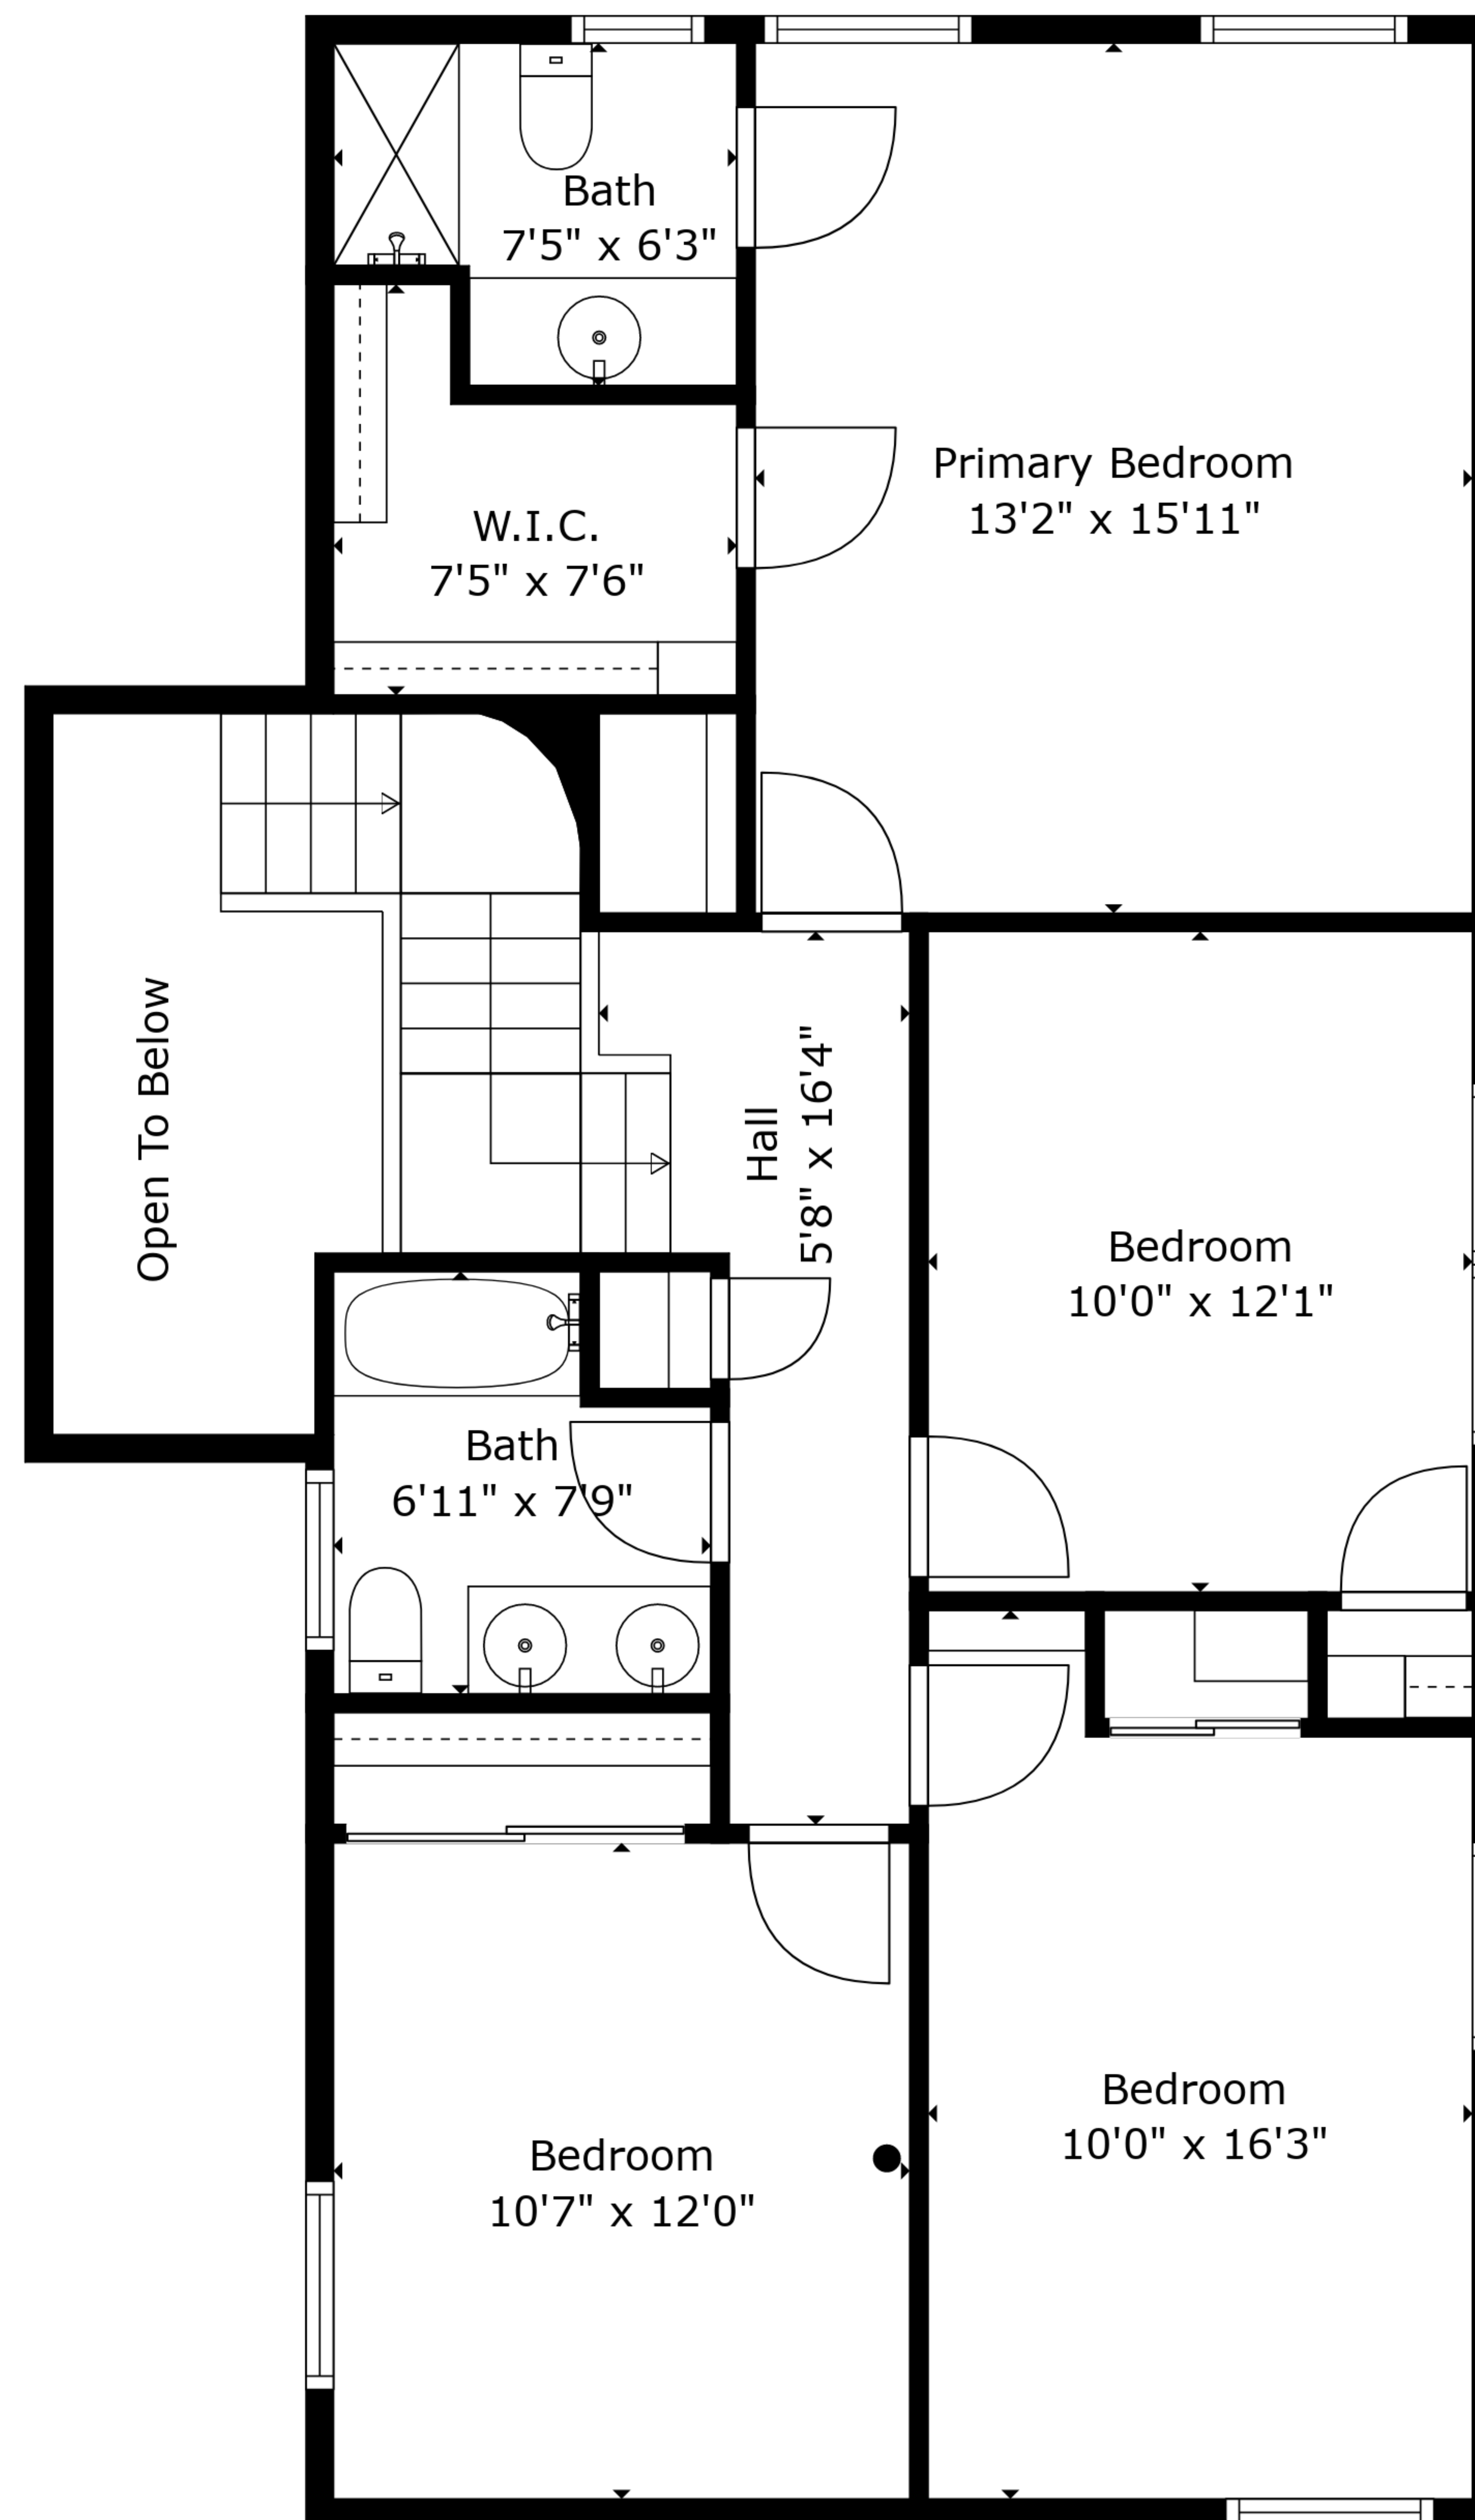 Bath
7'5" x 6'3"
Primary Bedroom
13'2" x 15'11"
W.I.C.
7'5" x 7'6"
Open To Below
Hall
5'8" x 16'4"
Bedroom
10'0" x 12'1"
Bath
6'11" x 7'9"
Bedroom
10'0" x 16'3"
Bedroom
10'7" x 12'0"